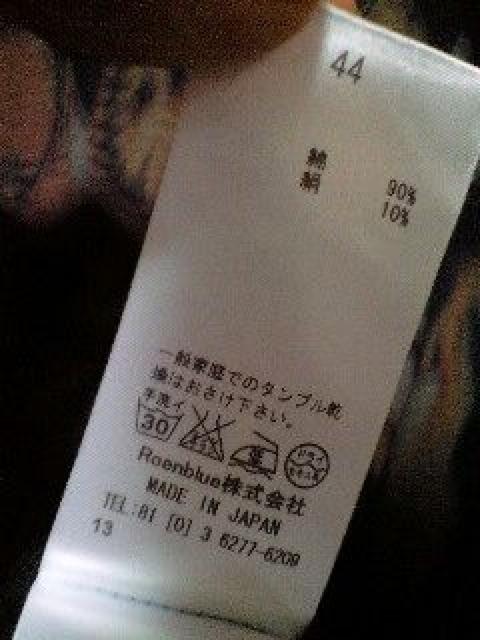 44
綿 90%
絹 10%
一般家庭でのタンブル乾
燥はおさけ下さい。
手洗イ
30
Roenblue株式会社
MADE IN JAPAN
TEL:81 [0] 3 6277-6209
13